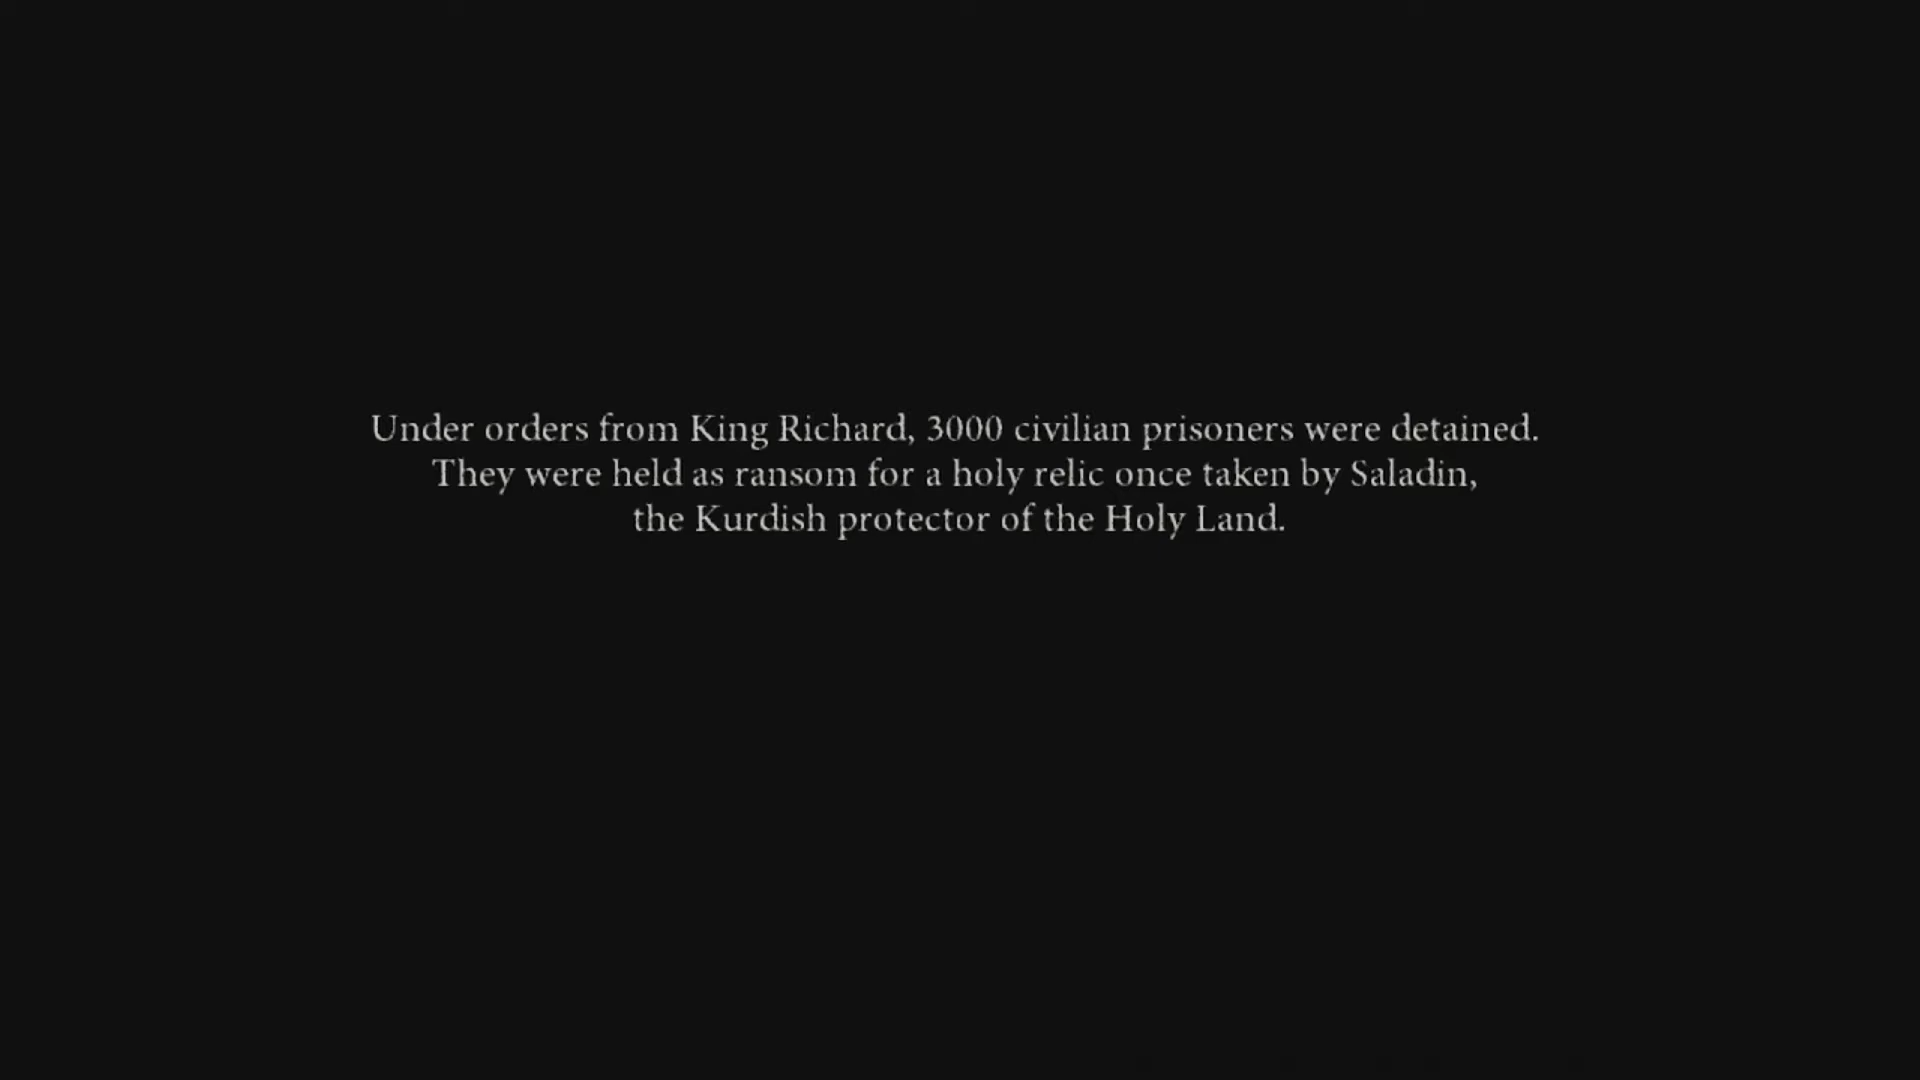 Under orders from King Richard, 3000 civilian prisoners were detained.
They were held as ransom for a holy relic once taken by Saladin,
the Kurdish protector of the Holy Land.